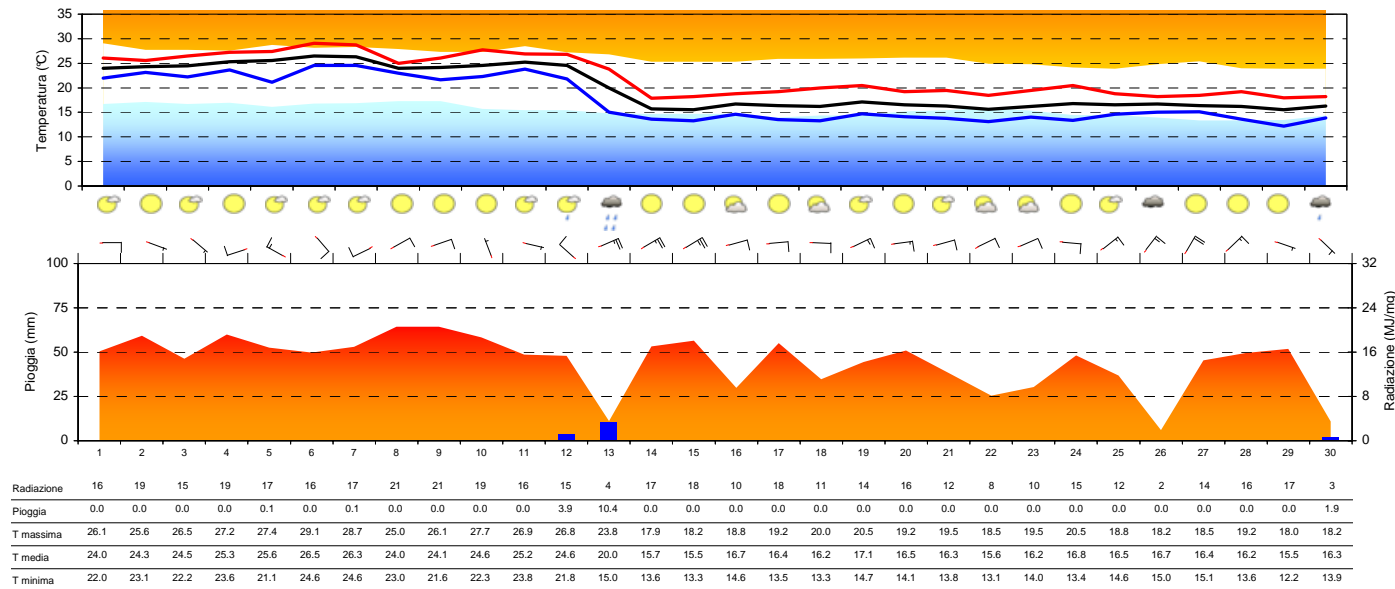 35
30
25
20
15
10
5
0
Temperatura (°C)
100
75
50
25
0
Pioggia (mm)
32
24
16
8
0
Radiazione (MJ/mq)
1 2 3 4 5 6 7 8 9 10 11 12 13 14 15 16 17 18 19 20 21 22 23 24 25 26 27 28 29 30
Radiazione 16 19 15 19 17 16 17 21 21 19 16 15 4 17 18 10 18 11 14 16 12 8 10 15 12 2 14 16 17 3
Pioggia 0.0 0.0 0.0 0.0 0.1 0.0 0.1 0.0 0.0 0.0 0.0 3.9 10.4 0.0 0.0 0.0 0.0 0.0 0.0 0.0 0.0 0.0 0.0 0.0 0.0 0.0 0.0 0.0 0.0 1.9
T massima 26.1 25.6 26.5 27.2 27.4 29.1 28.7 25.0 26.1 27.7 26.9 26.8 23.8 17.9 18.2 18.8 19.2 20.0 20.5 19.2 19.5 18.5 19.5 20.5 18.8 18.2 18.5 19.2 18.0 18.2
T media 24.0 24.3 24.5 25.3 25.6 26.5 26.3 24.0 24.1 24.6 25.2 24.6 20.0 15.7 15.5 16.7 16.4 16.2 17.1 16.5 16.3 15.6 16.2 16.8 16.5 16.7 16.4 16.2 15.5 16.3
T minima 22.0 23.1 22.2 23.6 21.1 24.6 24.6 23.0 21.6 22.3 23.8 21.8 15.0 13.6 13.3 14.6 13.5 13.3 14.7 14.1 13.8 13.1 14.0 13.4 14.6 15.0 15.1 13.6 12.2 13.9